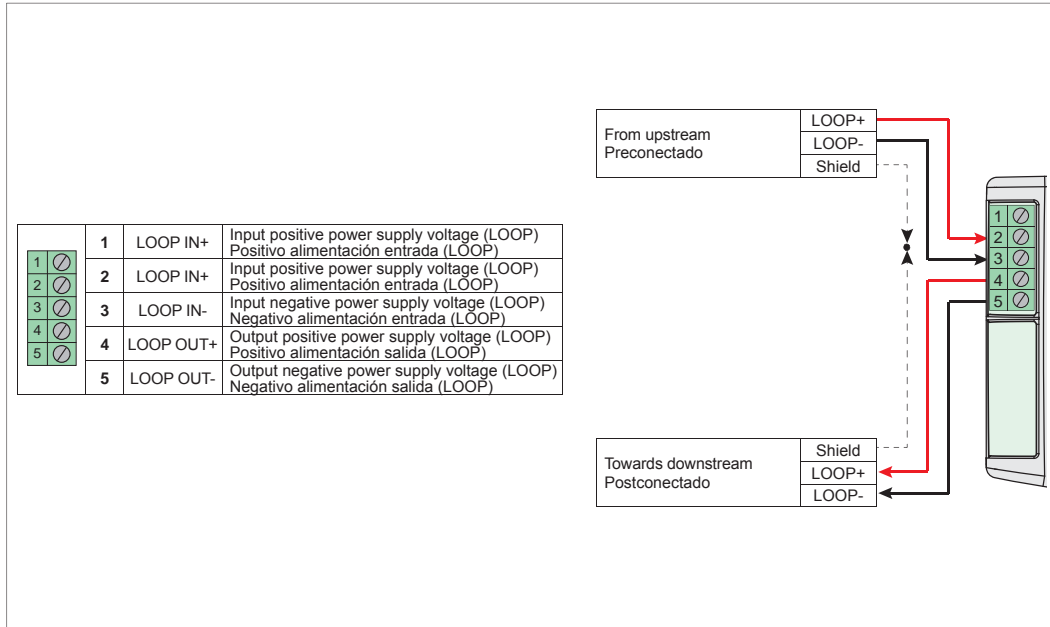 1
2
3
4
5
1 LOOP IN+ Input positive power supply voltage (LOOP)
Positivo alimentación entrada (LOOP)
2 LOOP IN+ Input positive power supply voltage (LOOP)
Positivo alimentación entrada (LOOP)
3 LOOP IN- Input negative power supply voltage (LOOP)
Negativo alimentación entrada (LOOP)
4 LOOP OUT+ Output positive power supply voltage (LOOP)
Positivo alimentación salida (LOOP)
5 LOOP OUT- Output negative power supply voltage (LOOP)
Negativo alimentación salida (LOOP)
From upstream
Preconectado
LOOP+
LOOP-
Shield
1
2
3
4
5
Towards downstream
Postconectado
Shield
LOOP+
LOOP-